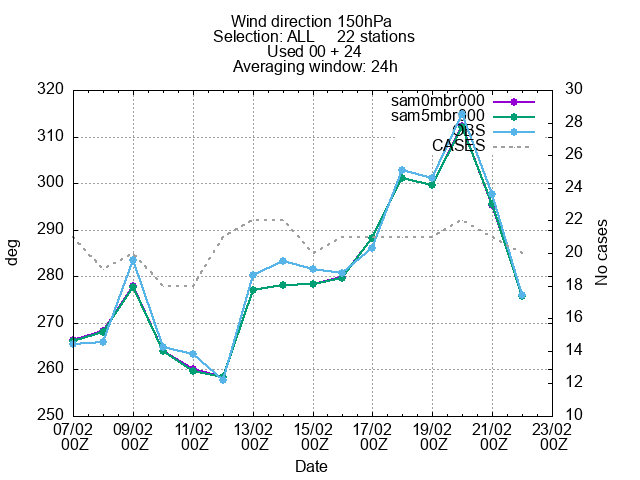 Wind direction 150hPa
Selection: ALL 22 stations
Used 00 + 24
Averaging window: 24h
320
310
300
290
280
270
260
250
deg
30
28
26
24
22
20
18
16
14
12
10
No cases
sam0mbr000
sam5mbr000
OBS
CASES
07/02 09/02 11/02 13/02 15/02 17/02 19/02 21/02 23/02
00Z 00Z 00Z 00Z 00Z 00Z 00Z 00Z 00Z
Date